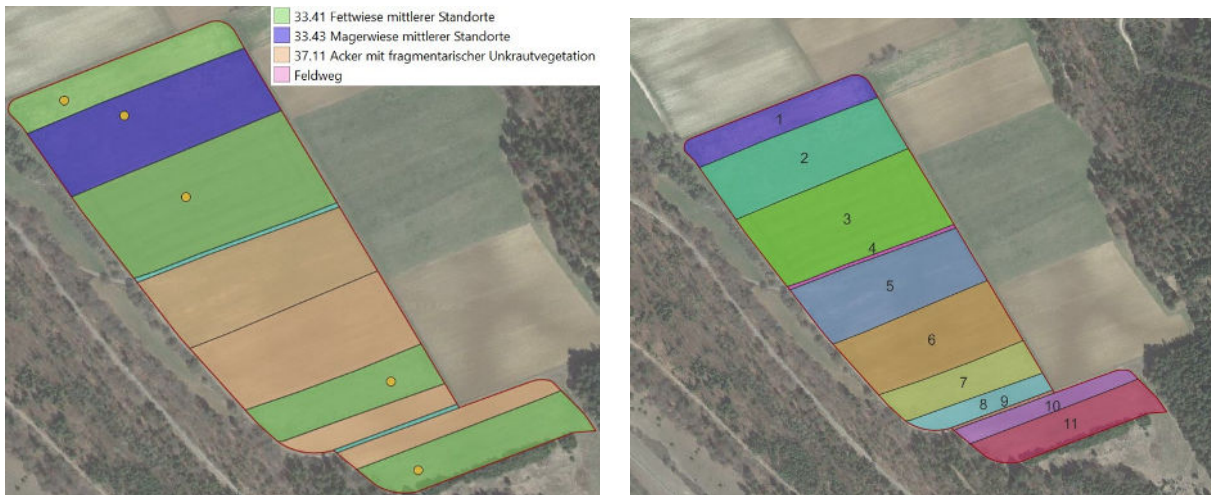 33.41 Fettwiese mittlerer Standorte
33.43 Magerwiese mittlerer Standorte
37.11 Acker mit fragmentarischer Unkrautvegetation
Feldweg
1
2
3
4
5
6
7
8 9
10
11